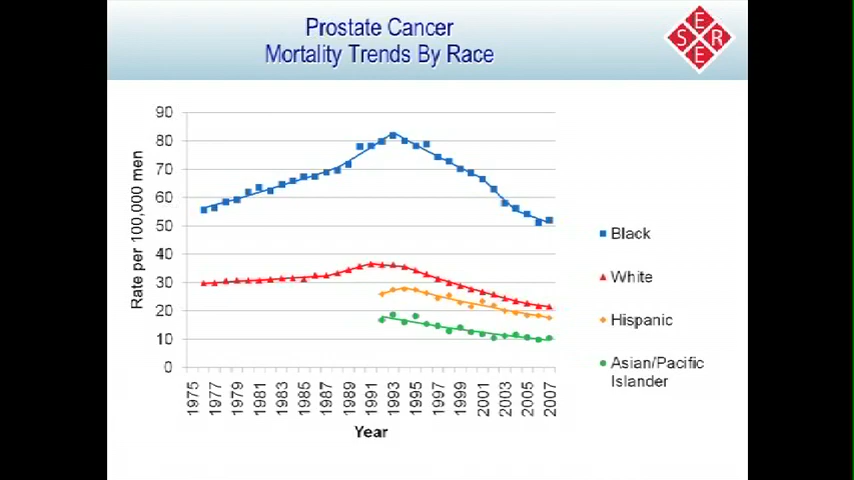 Prostate Cancer
Mortality Trends By Race
S E E R
90
80
70
60
50
40
30
20
10
0
Rate per 100,000 men
1975
1977
1979
1981
1983
1985
1987
1989
1991
1993
1995
1997
1999
2001
2003
2005
2007
Year
Black
White
Hispanic
Asian/Pacific
Islander